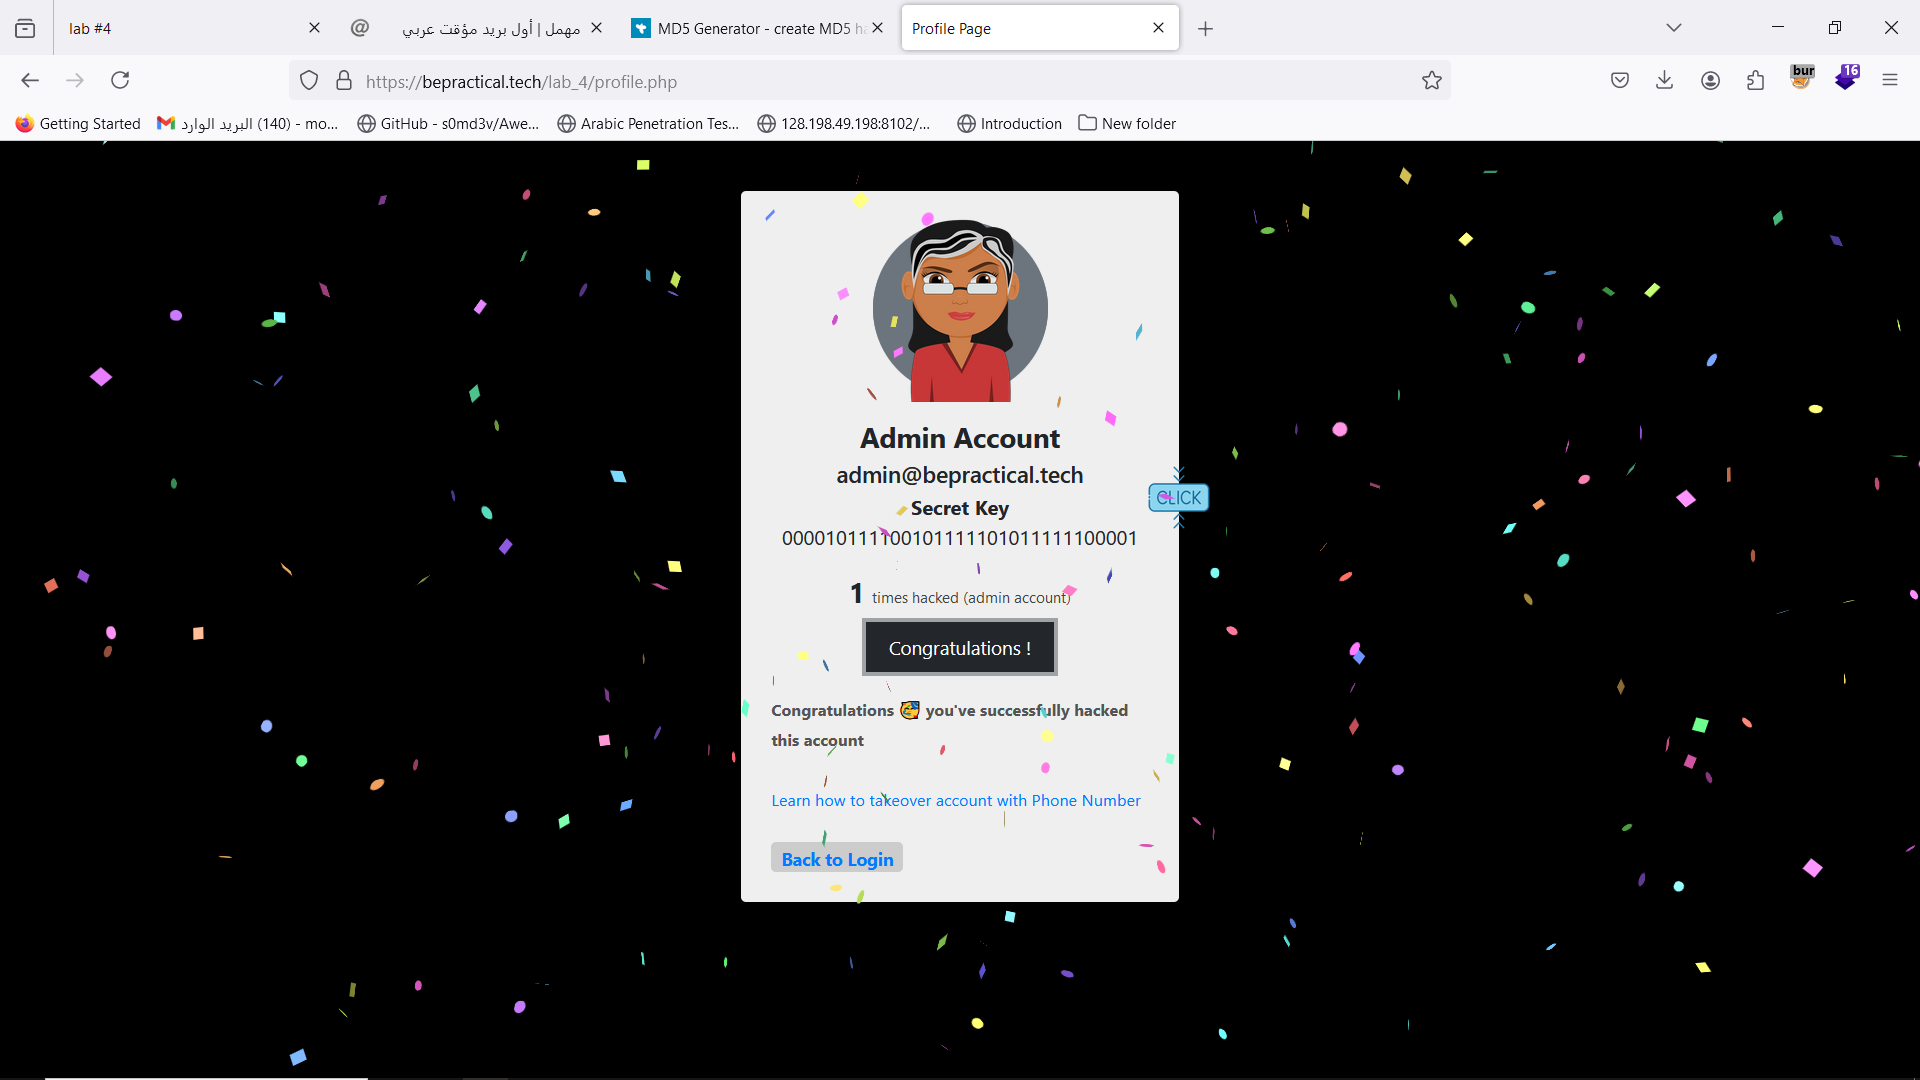 lab #4
مهمل | أول بريد مؤقت عربي
MD5 Generator - create MD5 ha
Profile Page
https://bepractical.tech/lab_4/profile.php
bur
16
Getting Started
البريد الوارد (140) - mo...
GitHub - s0md3v/Awe...
Arabic Penetration Tes...
128.198.49.198:8102/...
Introduction
New folder
Admin Account
admin@bepractical.tech
Secret Key
CLICK
00001011110010111110101111100001
1 times hacked (admin account)
Congratulations !
Congratulations 🥳 you've successfully hacked
this account
Learn how to takeover account with Phone Number
Back to Login